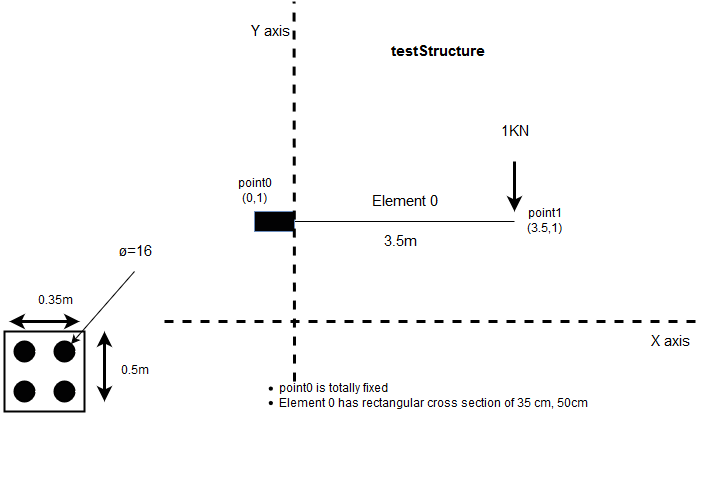 Y axis
testStructure
1KN
point0
(0,1)
Element 0
point1
(3.5,1)
3.5m
ø=16
0.35m
0.5m
X axis
• point0 is totally fixed
• Element 0 has rectangular cross section of 35 cm, 50cm